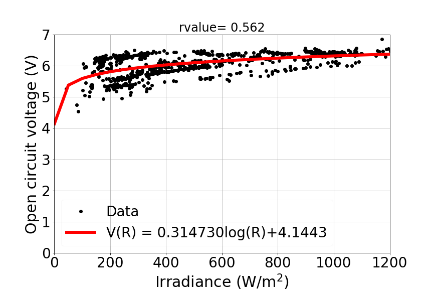 rvalue= 0.562
Open circuit voltage (V)
7
6
5
4
3
2
1
0
Data
V(R) = 0.314730log(R)+4.1443
0 200 400 600 800 1000 1200
Irradiance (W/m²)